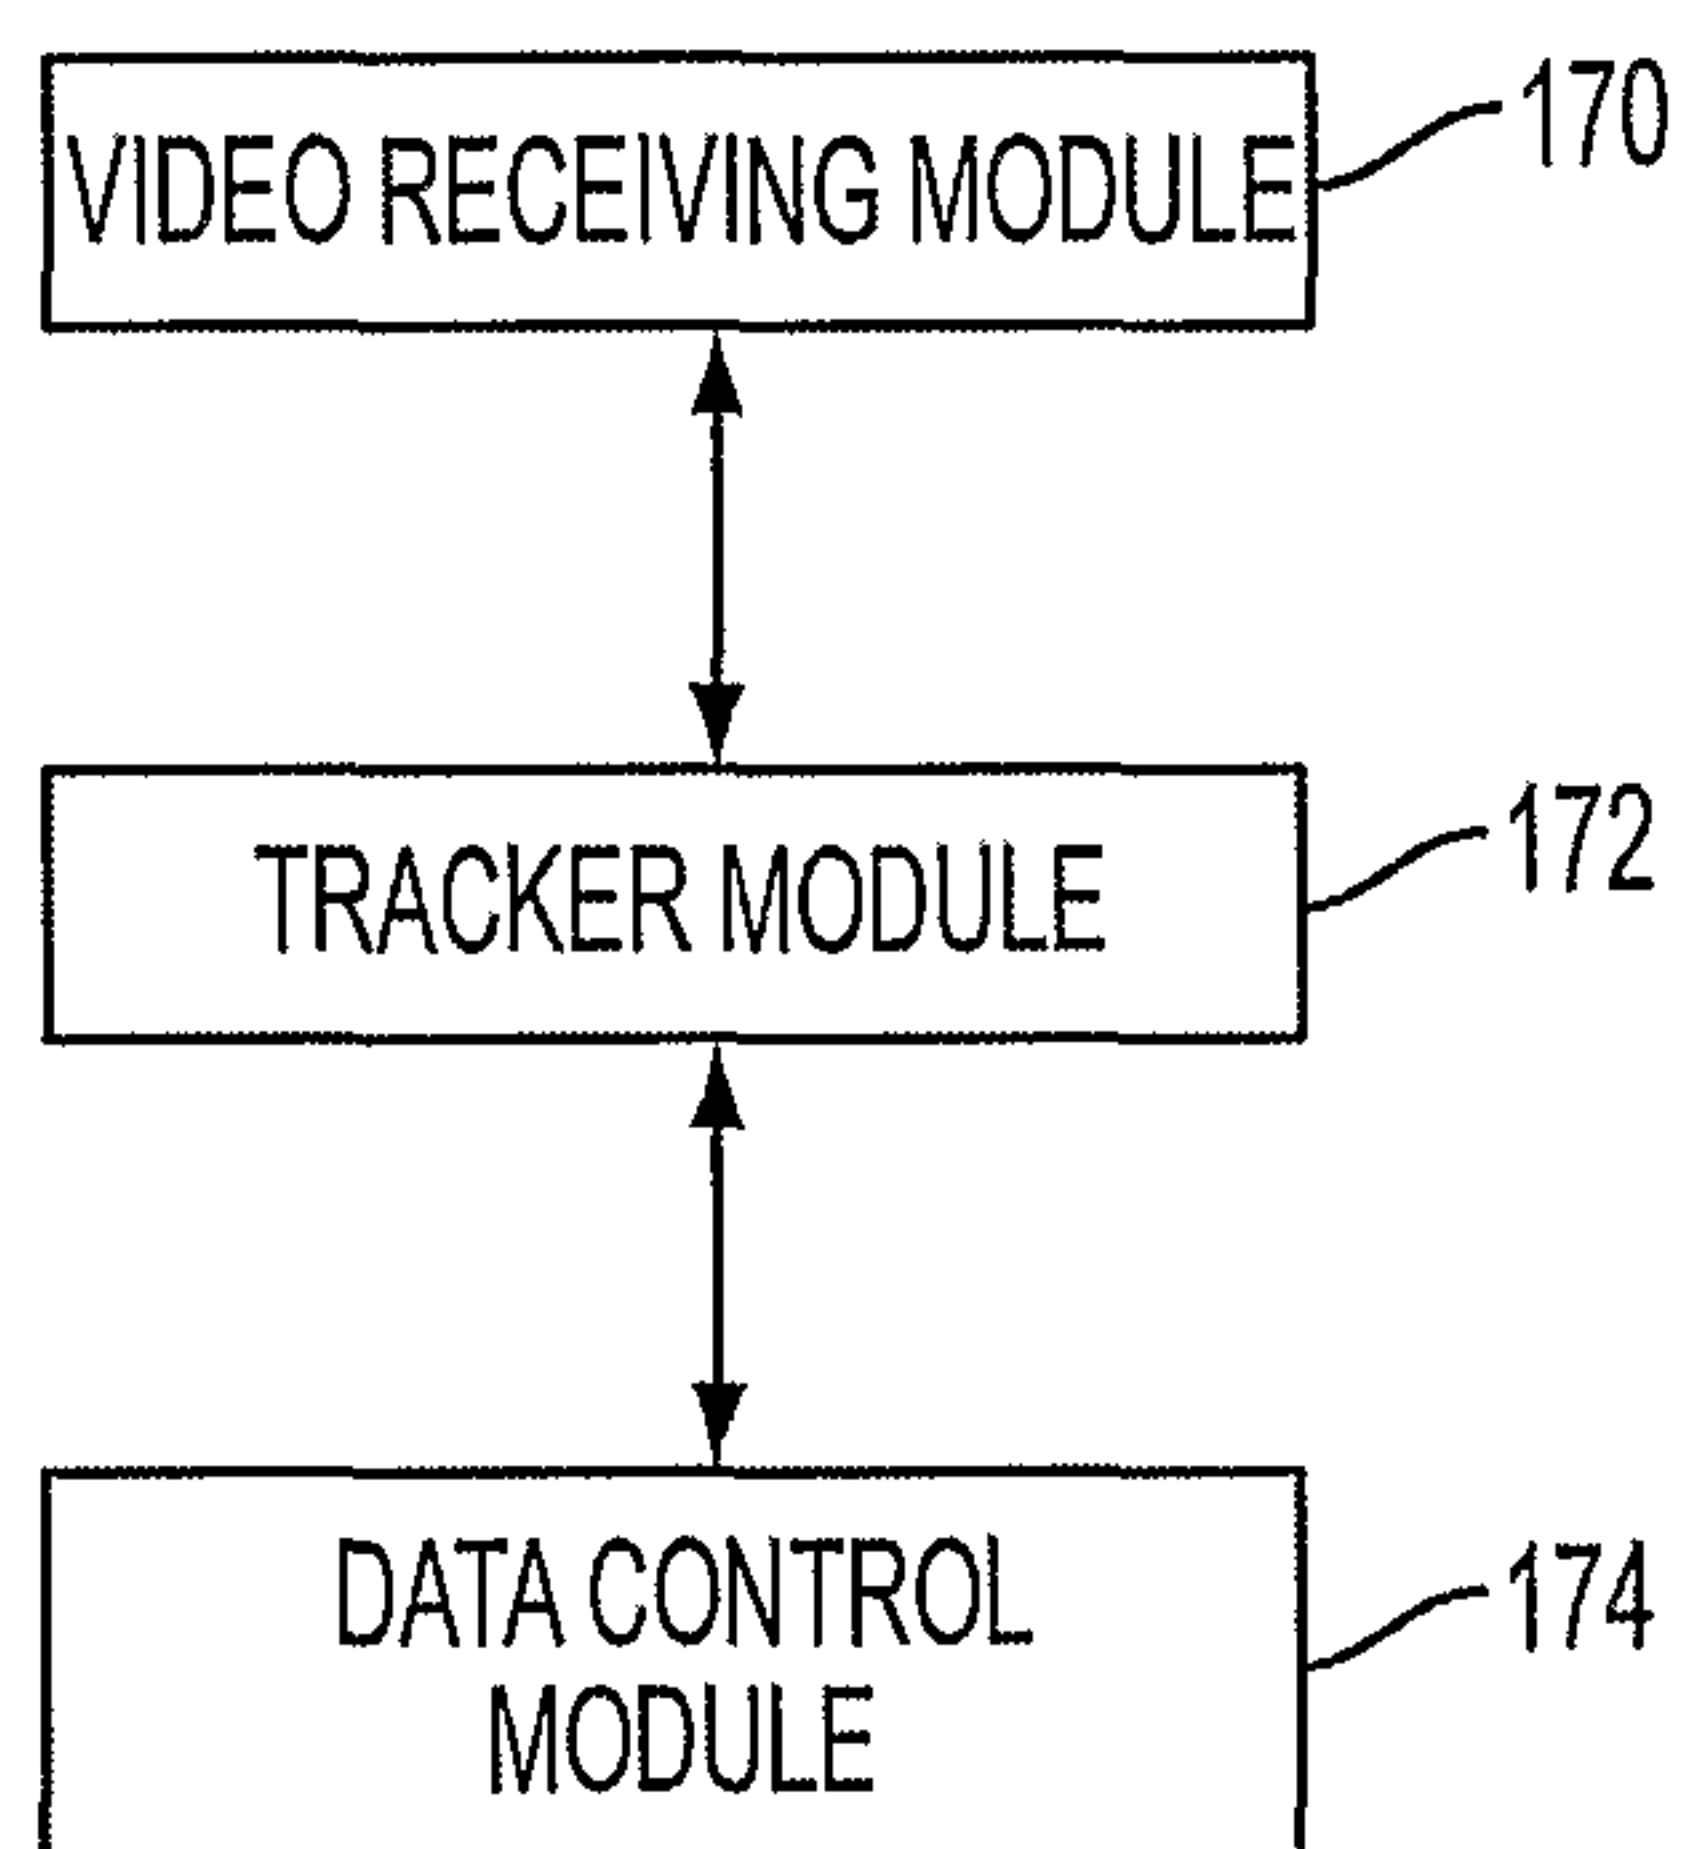 VIDEO RECEIVING MODULE
170
TRACKER MODULE
172
DATA CONTROL
MODULE
174